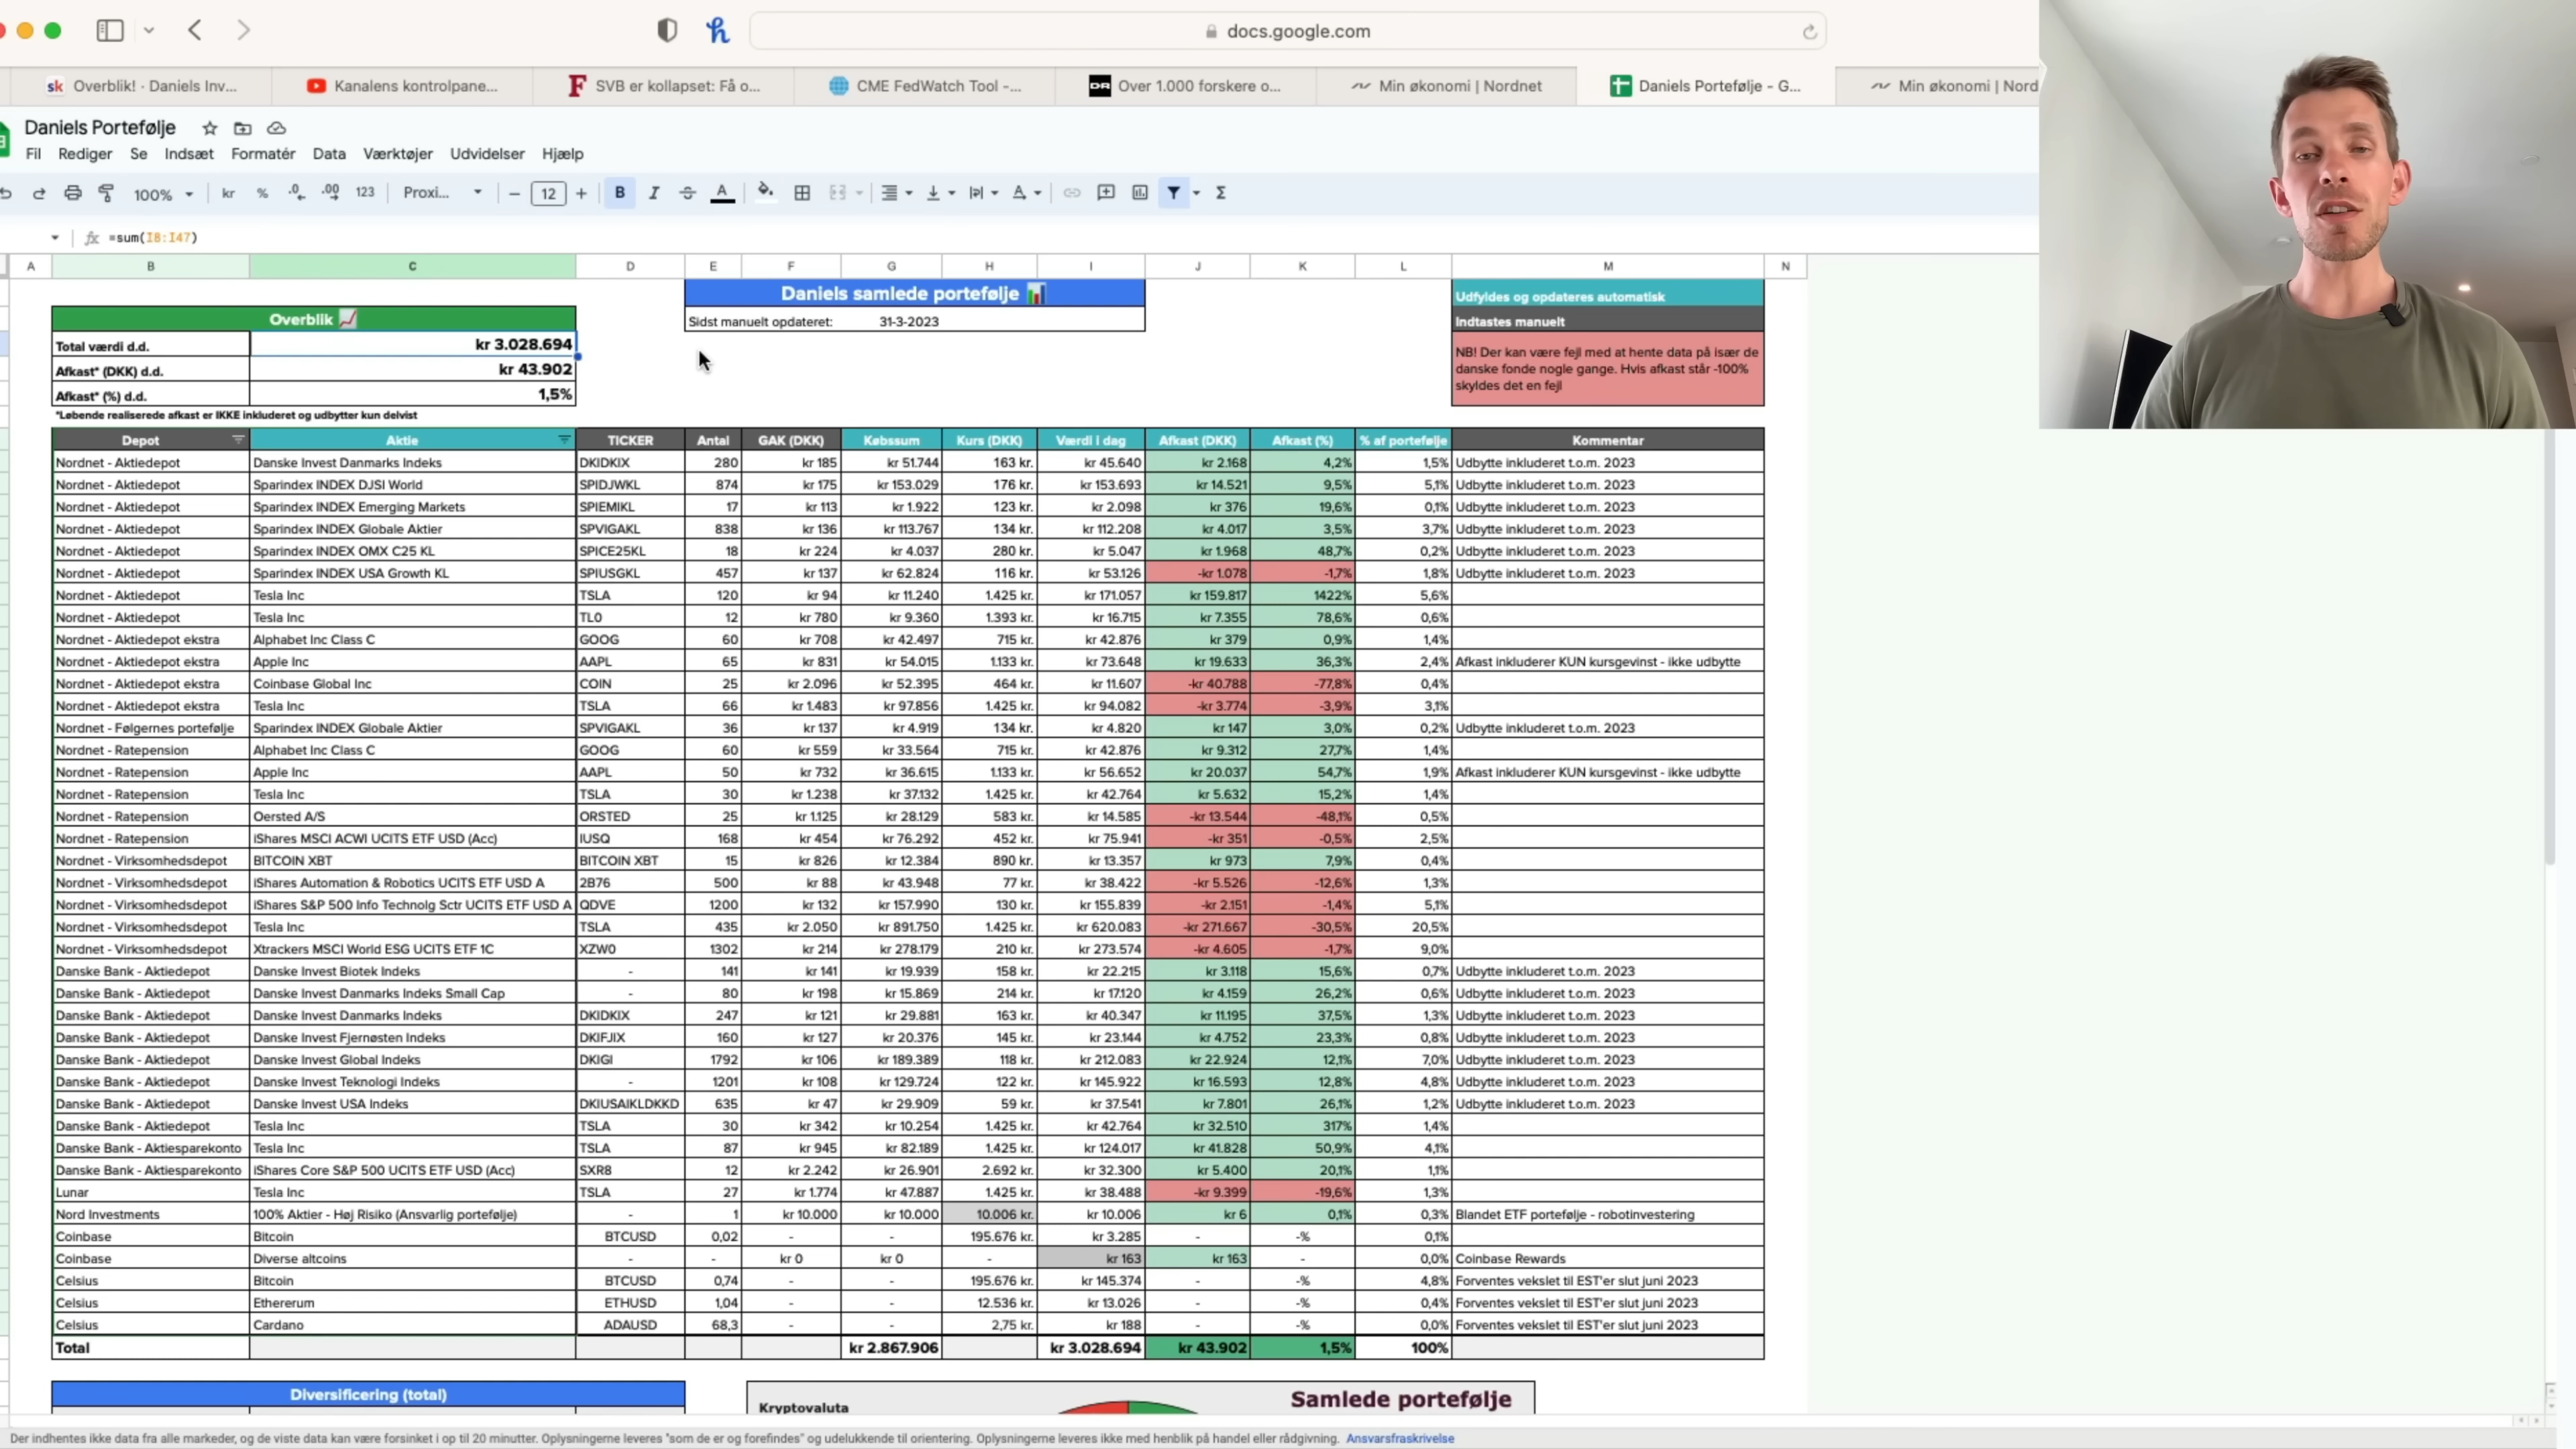 docs.google.com
sk Overblik! · Daniels Inv...
Kanalens kontrolpane...
F SVB er kollapset: Få o...
CME FedWatch Tool -...
DR Over 1.000 forskere o...
Min økonomi | Nordnet
Daniels Portefølje - G...
Min økonomi | Nord
Daniels Portefølje
Fil Rediger Se Indsæt Formatér Data Værktøjer Udvidelser Hjælp
100% kr % .0 .00 123 Proxi... − 12 + B I S A Σ
fx =sum(I8:I47)
A B C D E F G H I J K L M N
Daniels samlede portefølje
Sidst manuelt opdateret: 31-3-2023
Udfyldes og opdateres automatisk
Indtastes manuelt
NB! Der kan være fejl med at hente data på især de
danske fonde nogle gange. Hvis afkast står -100%
skyldes det en fejl
Overblik
Total værdi d.d. kr 3.028.694
Afkast* (DKK) d.d. kr 43.902
Afkast* (%) d.d. 1,5%
*Løbende realiserede afkast er IKKE inkluderet og udbytter kun delvist
Depot Aktie TICKER Antal GAK (DKK) Købssum Kurs (DKK) Værdi i dag Afkast (DKK) Afkast (%) % af portefølje Kommentar
Nordnet - Aktiedepot Danske Invest Danmarks Indeks DKIDKIX 280 kr 185 kr 51.744 163 kr. kr 45.640 kr 2.168 4,2% 1,5% Udbytte inkluderet t.o.m. 2023
Nordnet - Aktiedepot Sparindex INDEX DJSI World SPIDJWKL 874 kr 175 kr 153.029 176 kr. kr 153.693 kr 14.521 9,5% 5,1% Udbytte inkluderet t.o.m. 2023
Nordnet - Aktiedepot Sparindex INDEX Emerging Markets SPIEMIKL 17 kr 113 kr 1.922 123 kr. kr 2.098 kr 376 19,6% 0,1% Udbytte inkluderet t.o.m. 2023
Nordnet - Aktiedepot Sparindex INDEX Globale Aktier SPVIGAKL 838 kr 136 kr 113.767 134 kr. kr 112.208 kr 4.017 3,5% 3,7% Udbytte inkluderet t.o.m. 2023
Nordnet - Aktiedepot Sparindex INDEX OMX C25 KL SPICE25KL 18 kr 224 kr 4.037 280 kr. kr 5.047 kr 1.968 48,7% 0,2% Udbytte inkluderet t.o.m. 2023
Nordnet - Aktiedepot Sparindex INDEX USA Growth KL SPIUSGKL 457 kr 137 kr 62.824 116 kr. kr 53.126 -kr 1.078 -1,7% 1,8% Udbytte inkluderet t.o.m. 2023
Nordnet - Aktiedepot Tesla Inc TSLA 120 kr 94 kr 11.240 1.425 kr. kr 171.057 kr 159.817 1422% 5,6%
Nordnet - Aktiedepot Tesla Inc TL0 12 kr 780 kr 9.360 1.393 kr. kr 16.715 kr 7.355 78,6% 0,6%
Nordnet - Aktiedepot ekstra Alphabet Inc Class C GOOG 60 kr 708 kr 42.497 715 kr. kr 42.876 kr 379 0,9% 1,4%
Nordnet - Aktiedepot ekstra Apple Inc AAPL 65 kr 831 kr 54.015 1.133 kr. kr 73.648 kr 19.633 36,3% 2,4% Afkast inkluderer KUN kursgevinst - ikke udbytte
Nordnet - Aktiedepot ekstra Coinbase Global Inc COIN 25 kr 2.096 kr 52.395 464 kr. kr 11.607 -kr 40.788 -77,8% 0,4%
Nordnet - Aktiedepot ekstra Tesla Inc TSLA 66 kr 1.483 kr 97.856 1.425 kr. kr 94.082 -kr 3.774 -3,9% 3,1%
Nordnet - Følgernes portefølje Sparindex INDEX Globale Aktier SPVIGAKL 36 kr 137 kr 4.919 134 kr. kr 4.820 kr 147 3,0% 0,2% Udbytte inkluderet t.o.m. 2023
Nordnet - Ratepension Alphabet Inc Class C GOOG 60 kr 559 kr 33.564 715 kr. kr 42.876 kr 9.312 27,7% 1,4%
Nordnet - Ratepension Apple Inc AAPL 50 kr 732 kr 36.615 1.133 kr. kr 56.652 kr 20.037 54,7% 1,9% Afkast inkluderer KUN kursgevinst - ikke udbytte
Nordnet - Ratepension Tesla Inc TSLA 30 kr 1.238 kr 37.132 1.425 kr. kr 42.764 kr 5.632 15,2% 1,4%
Nordnet - Ratepension Oersted A/S ORSTED 25 kr 1.125 kr 28.129 583 kr. kr 14.585 -kr 13.544 -48,1% 0,5%
Nordnet - Ratepension iShares MSCI ACWI UCITS ETF USD (Acc) IUSQ 168 kr 454 kr 76.292 452 kr. kr 75.941 -kr 351 -0,5% 2,5%
Nordnet - Virksomhedsdepot BITCOIN XBT BITCOIN XBT 15 kr 826 kr 12.384 890 kr. kr 13.357 kr 973 7,9% 0,4%
Nordnet - Virksomhedsdepot iShares Automation & Robotics UCITS ETF USD A 2B76 500 kr 88 kr 43.948 77 kr. kr 38.422 -kr 5.526 -12,6% 1,3%
Nordnet - Virksomhedsdepot iShares S&P 500 Info Technolg Sctr UCITS ETF USD A QDVE 1200 kr 132 kr 157.990 130 kr. kr 155.839 -kr 2.151 -1,4% 5,1%
Nordnet - Virksomhedsdepot Tesla Inc TSLA 435 kr 2.050 kr 891.750 1.425 kr. kr 620.083 -kr 271.667 -30,5% 20,5%
Nordnet - Virksomhedsdepot Xtrackers MSCI World ESG UCITS ETF 1C XZW0 1302 kr 214 kr 278.179 210 kr. kr 273.574 -kr 4.605 -1,7% 9,0%
Danske Bank - Aktiedepot Danske Invest Biotek Indeks - 141 kr 141 kr 19.939 158 kr. kr 22.215 kr 3.118 15,6% 0,7% Udbytte inkluderet t.o.m. 2023
Danske Bank - Aktiedepot Danske Invest Danmarks Indeks Small Cap - 80 kr 198 kr 15.869 214 kr. kr 17.120 kr 4.159 26,2% 0,6% Udbytte inkluderet t.o.m. 2023
Danske Bank - Aktiedepot Danske Invest Danmarks Indeks DKIDKIX 247 kr 121 kr 29.881 163 kr. kr 40.347 kr 11.195 37,5% 1,3% Udbytte inkluderet t.o.m. 2023
Danske Bank - Aktiedepot Danske Invest Fjernøsten Indeks DKIFJIX 160 kr 127 kr 20.376 145 kr. kr 23.144 kr 4.752 23,3% 0,8% Udbytte inkluderet t.o.m. 2023
Danske Bank - Aktiedepot Danske Invest Global Indeks DKIGI 1792 kr 106 kr 189.389 118 kr. kr 212.083 kr 22.924 12,1% 7,0% Udbytte inkluderet t.o.m. 2023
Danske Bank - Aktiedepot Danske Invest Teknologi Indeks - 1201 kr 108 kr 129.724 122 kr. kr 145.922 kr 16.593 12,8% 4,8% Udbytte inkluderet t.o.m. 2023
Danske Bank - Aktiedepot Danske Invest USA Indeks DKIUSAIKLDKKD 635 kr 47 kr 29.909 59 kr. kr 37.541 kr 7.801 26,1% 1,2% Udbytte inkluderet t.o.m. 2023
Danske Bank - Aktiedepot Tesla Inc TSLA 30 kr 342 kr 10.254 1.425 kr. kr 42.764 kr 32.510 317% 1,4%
Danske Bank - Aktiesparekonto Tesla Inc TSLA 87 kr 945 kr 82.189 1.425 kr. kr 124.017 kr 41.828 50,9% 4,1%
Danske Bank - Aktiesparekonto iShares Core S&P 500 UCITS ETF USD (Acc) SXR8 12 kr 2.242 kr 26.901 2.692 kr. kr 32.300 kr 5.400 20,1% 1,1%
Lunar Tesla Inc TSLA 27 kr 1.774 kr 47.887 1.425 kr. kr 38.488 -kr 9.399 -19,6% 1,3%
Nord Investments 100% Aktier - Høj Risiko (Ansvarlig portefølje) - 1 kr 10.000 kr 10.000 10.006 kr. kr 10.006 kr 6 0,1% 0,3% Blandet ETF portefølje - robotinvestering
Coinbase Bitcoin BTCUSD 0,02 - - 195.676 kr. kr 3.285 - -% 0,1%
Coinbase Diverse altcoins - - kr 0 kr 0 - kr 163 kr 163 - 0,0% Coinbase Rewards
Celsius Bitcoin BTCUSD 0,74 - - 195.676 kr. kr 145.374 - -% 4,8% Forventes vekslet til EST'er slut juni 2023
Celsius Ethererum ETHUSD 1,04 - - 12.536 kr. kr 13.026 - -% 0,4% Forventes vekslet til EST'er slut juni 2023
Celsius Cardano ADAUSD 68,3 - - 2,75 kr. kr 188 - -% 0,0% Forventes vekslet til EST'er slut juni 2023
Total kr 2.867.906 kr 3.028.694 kr 43.902 1,5% 100%
Diversificering (total)
Samlede portefølje
Kryptovaluta
Der indhentes ikke data fra alle markeder, og de viste data kan være forsinket i op til 20 minutter. Oplysningerne leveres "som de er og forefindes" og udelukkende til orientering. Oplysningerne leveres ikke med henblik på handel eller rådgivning. Ansvarsfraskrivelse